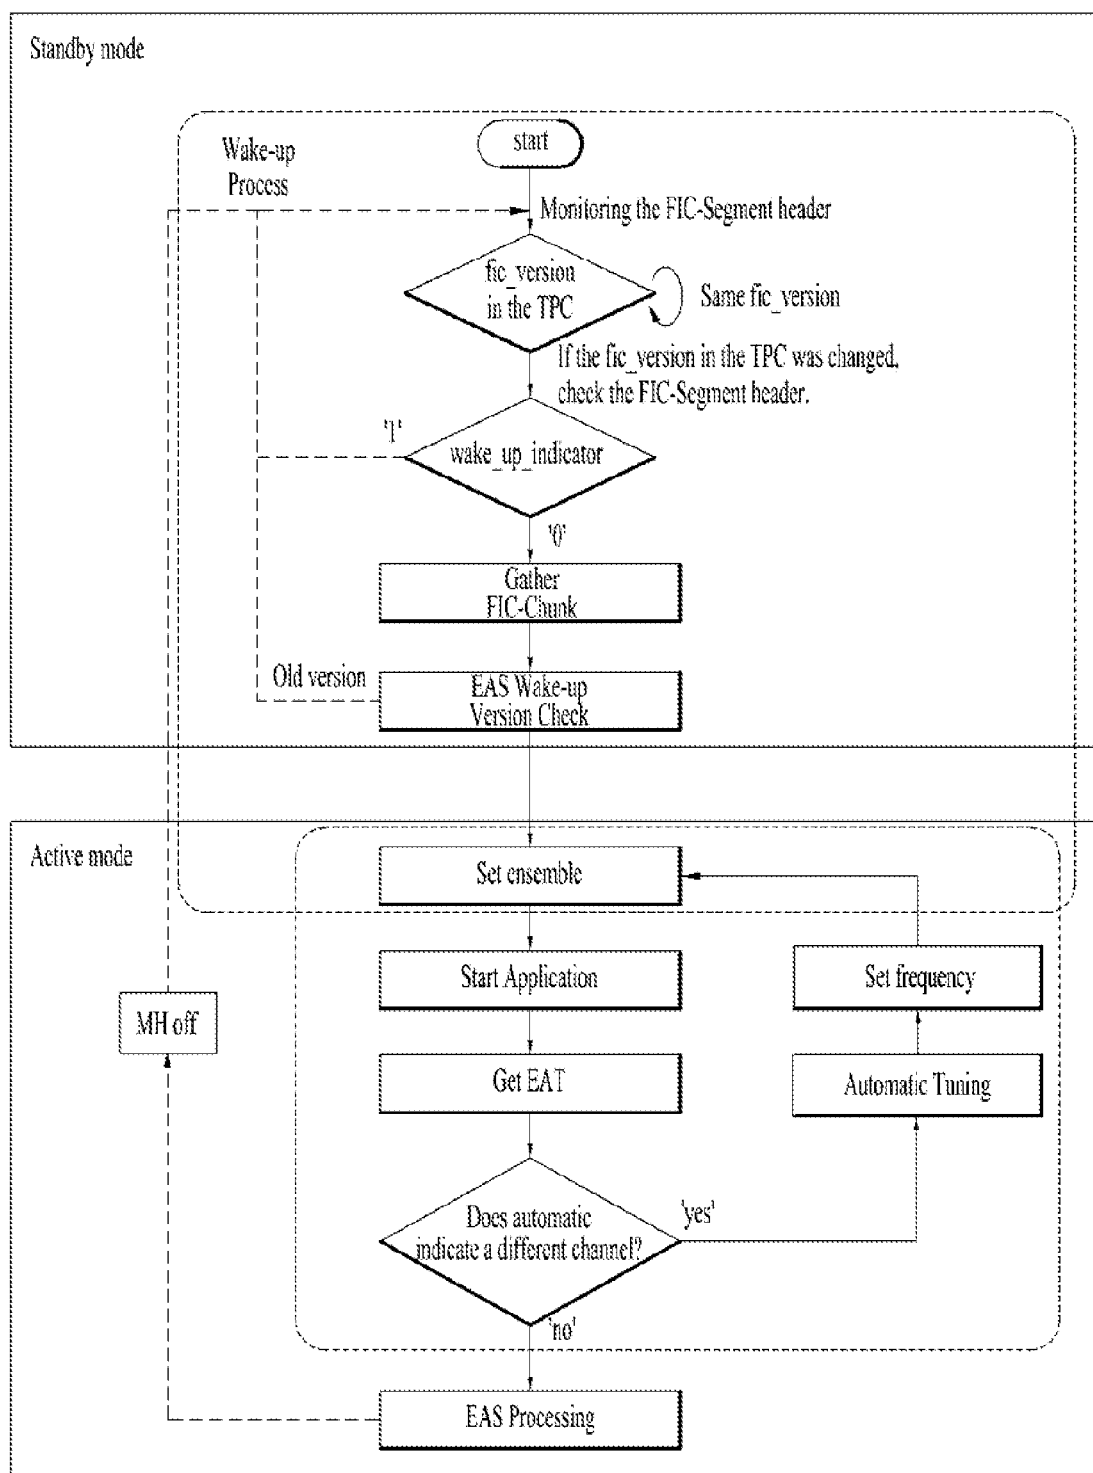 Standby mode
start
Wake-up
Process
Monitoring the FIC-Segment header
fic_version
in the TPC
Same fic_version
If the fic_version in the TPC was changed,
check the FIC-Segment header.
'1'
wake_up_indicator
'0'
Gather
FIC-Chunk
Old version
EAS Wake-up
Version Check
Active mode
Set ensemble
Start Application
Set frequency
MH off
Get EAT
Automatic Tuning
Does automatic
indicate a different channel?
'yes'
'no'
EAS Processing